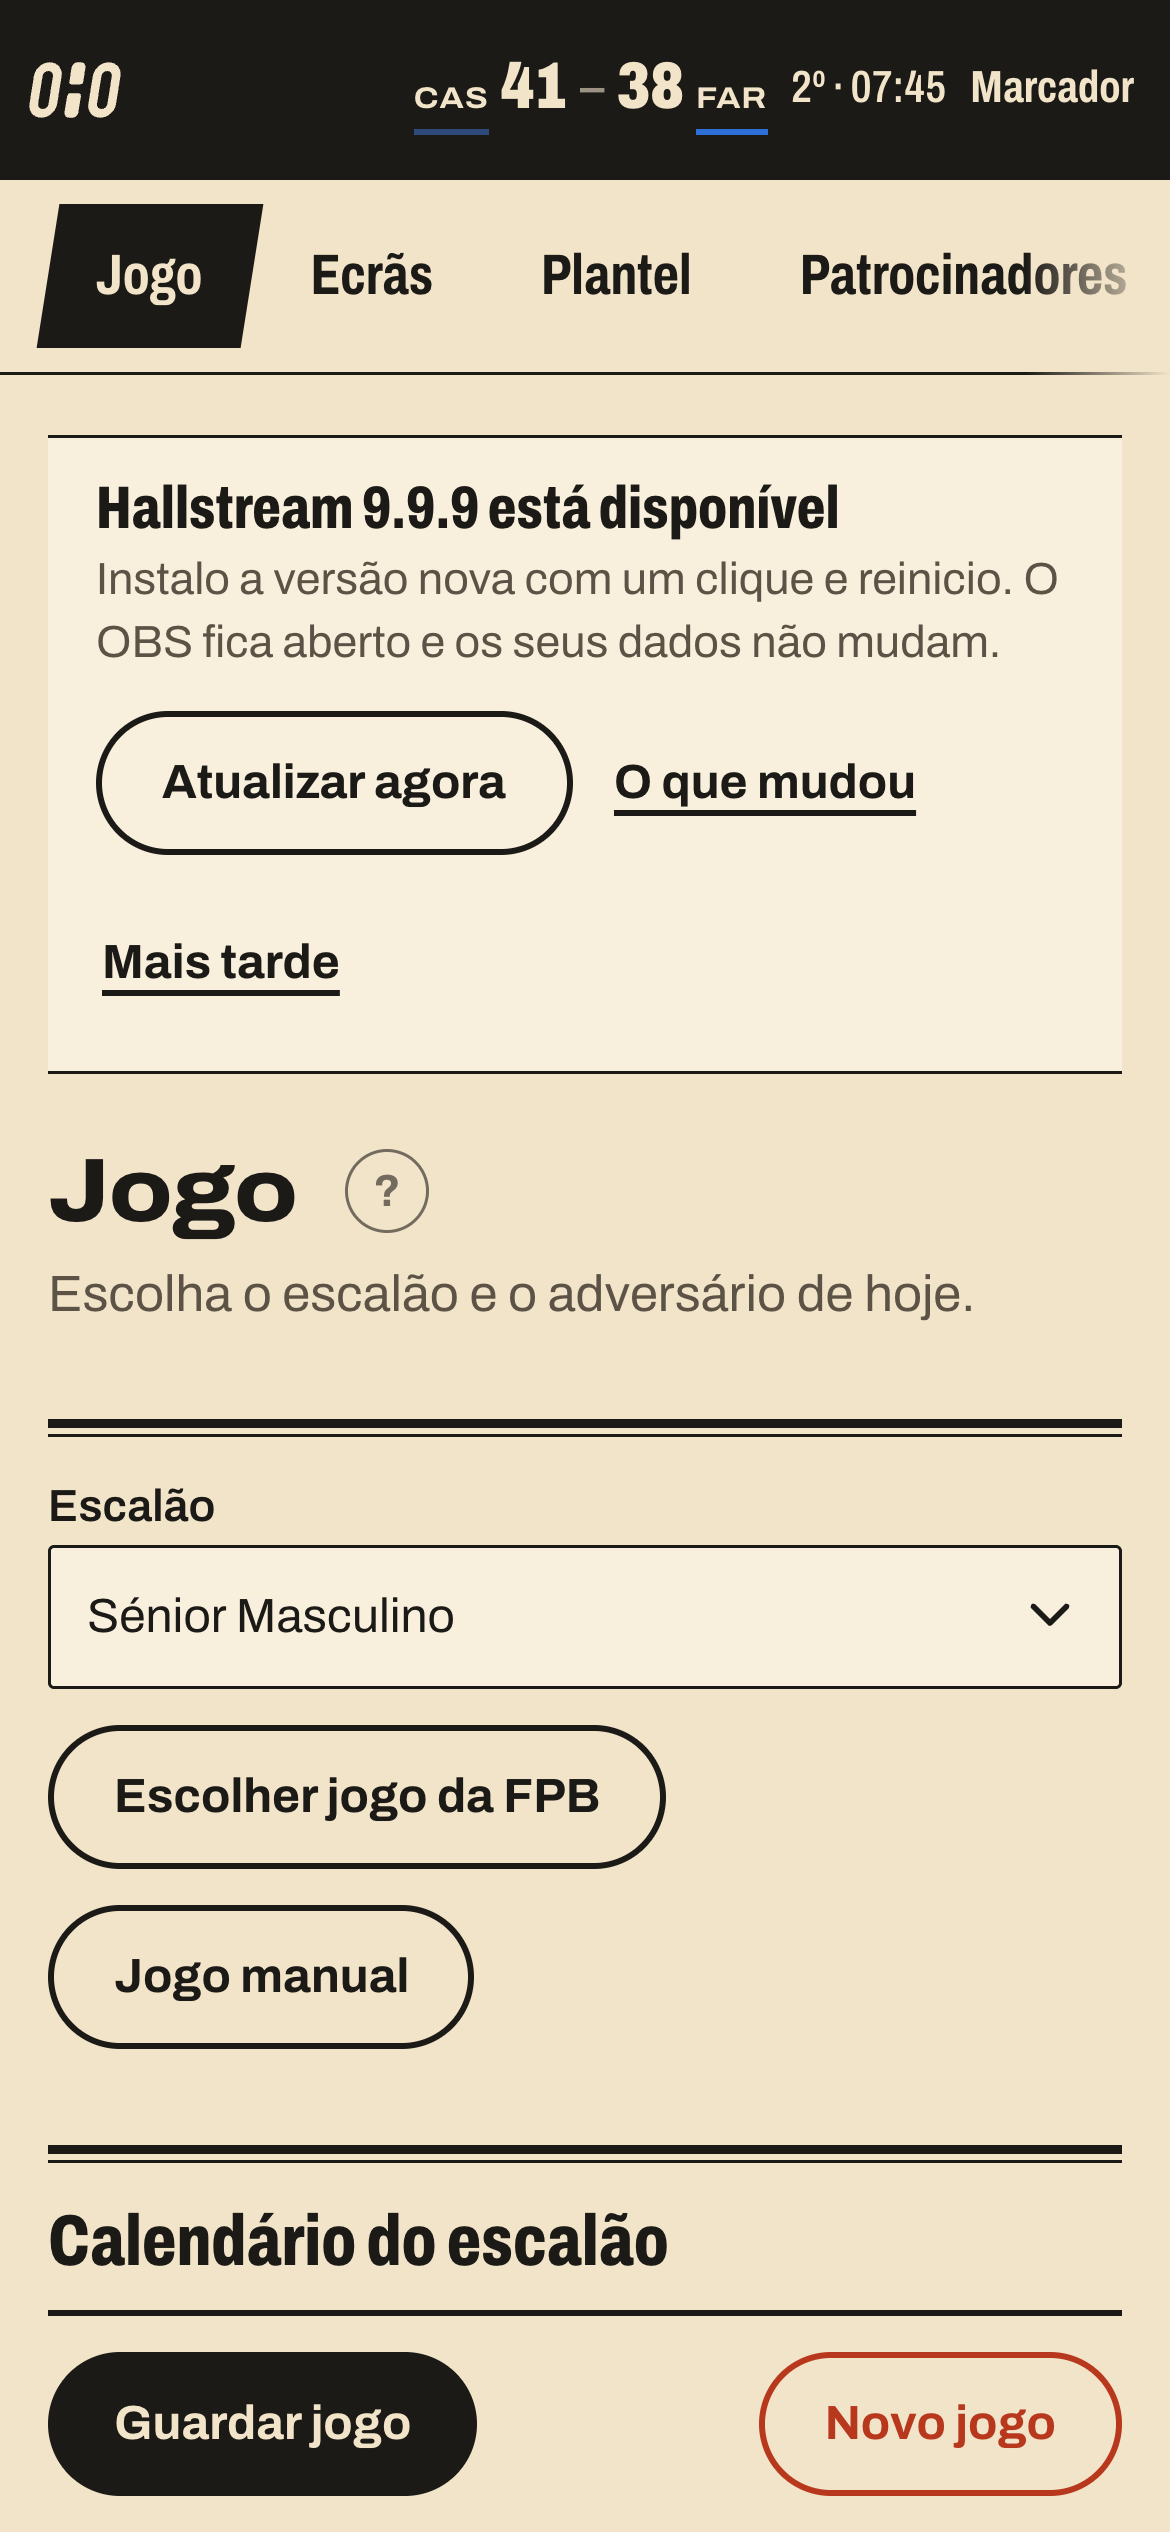 0:0
CAS 41 – 38 FAR 2º · 07:45 Marcador
Jogo Ecrãs Plantel Patrocinadores
Hallstream 9.9.9 está disponível
Instalo a versão nova com um clique e reinicio. O
OBS fica aberto e os seus dados não mudam.
Atualizar agora O que mudou
Mais tarde
Jogo ?
Escolha o escalão e o adversário de hoje.
Escalão
Sénior Masculino
Escolher jogo da FPB
Jogo manual
Calendário do escalão
Guardar jogo Novo jogo